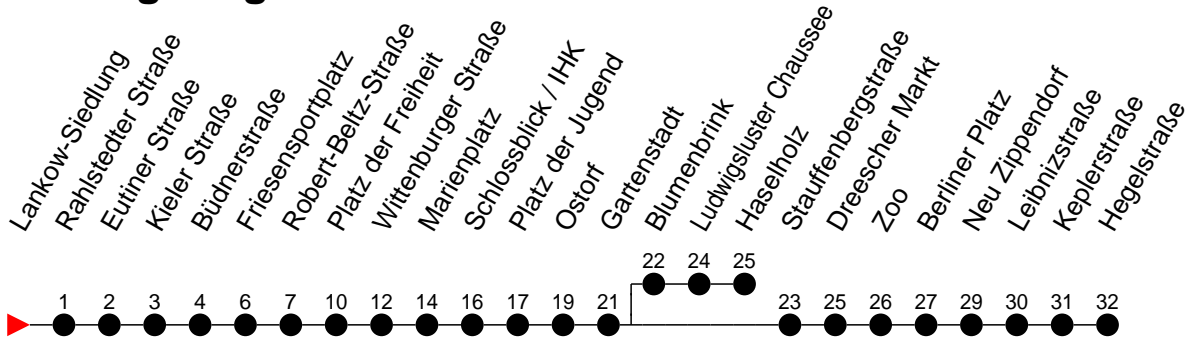 Lankow-Siedlung
Rahlstedter Straße
Eutiner Straße
Kieler Straße
Büdnerstraße
Friesensportplatz
Robert-Beltz-Straße
Platz der Freiheit
Wittenburger Straße
Marienplatz
Schlossblick / IHK
Platz der Jugend
Ostorf
Gartenstadt
Blumenbrink
Ludwigsluster Chaussee
Haselholz
Stauffenbergstraße
Dreescher Markt
Zoo
Berliner Platz
Neu Zippendorf
Leibnizstraße
Keplerstraße
Hegelstraße
22 24 25
1 2 3 4 6 7 10 12 14 16 17 19 21 23 25 26 27 29 30 31 32